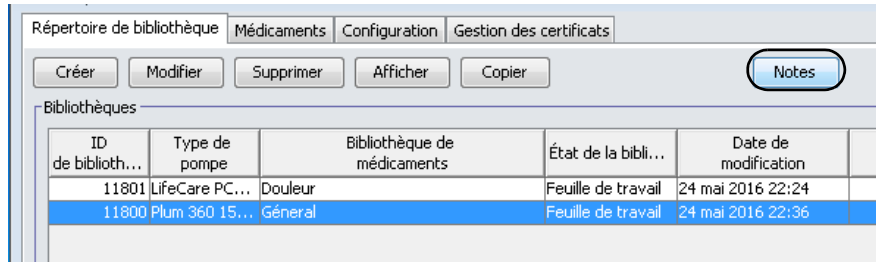 Répertoire de bibliothèque Médicaments Configuration Gestion des certificats
Créer Modifier Supprimer Afficher Copier Notes
Bibliothèques
ID de biblioth... Type de pompe Bibliothèque de médicaments État de la bibli... Date de modification
11801 LifeCare PC... Douleur Feuille de travail 24 mai 2016 22:24
11800 Plum 360 15... Géneral Feuille de travail 24 mai 2016 22:36